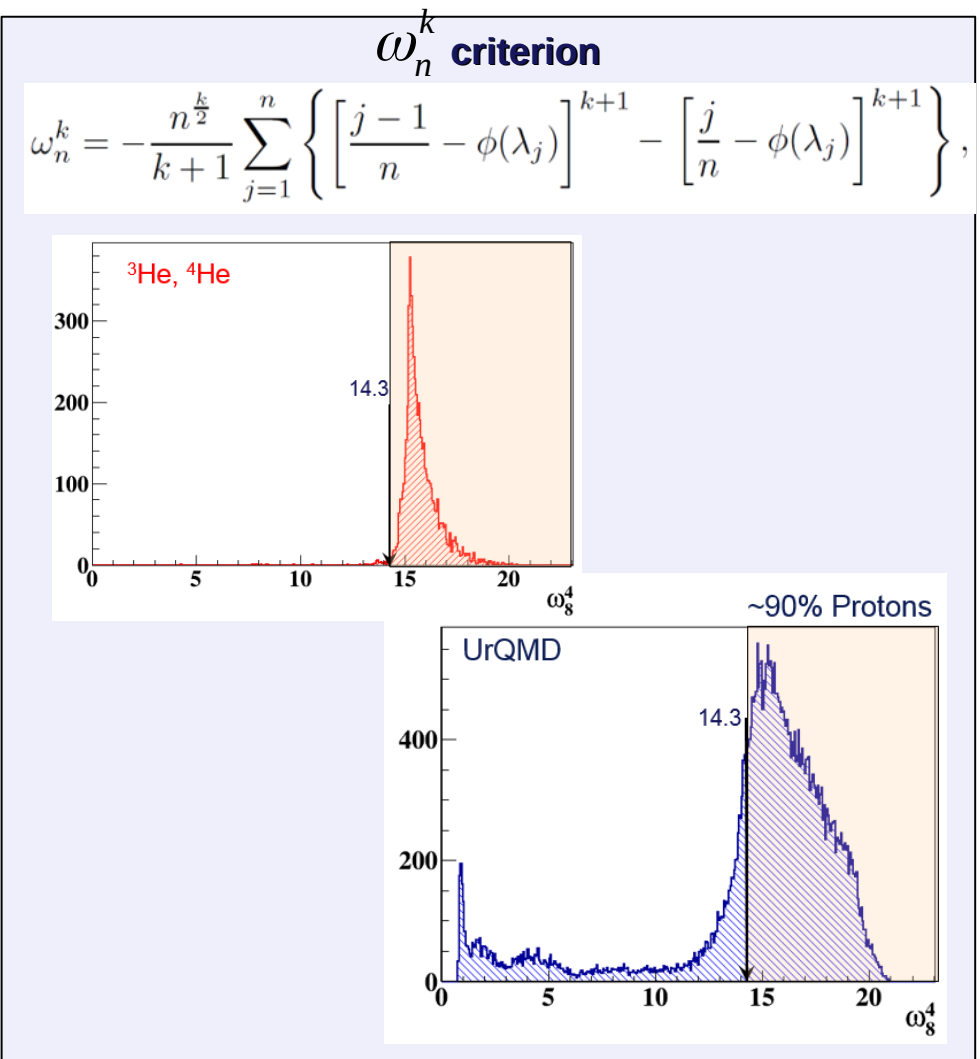 ω_n^k criterion
ω_n^k = − n^{k/2}/(k+1) ∑_{j=1}^{n} { [ (j−1)/n − ϕ(λ_j) ]^{k+1} − [ j/n − ϕ(λ_j) ]^{k+1} } ,
³He, ⁴He
300
14.3
200
100
0
0 5 10 15 20
ω_8^4
~90% Protons
UrQMD
14.3
400
200
0
0 5 10 15 20
ω_8^4